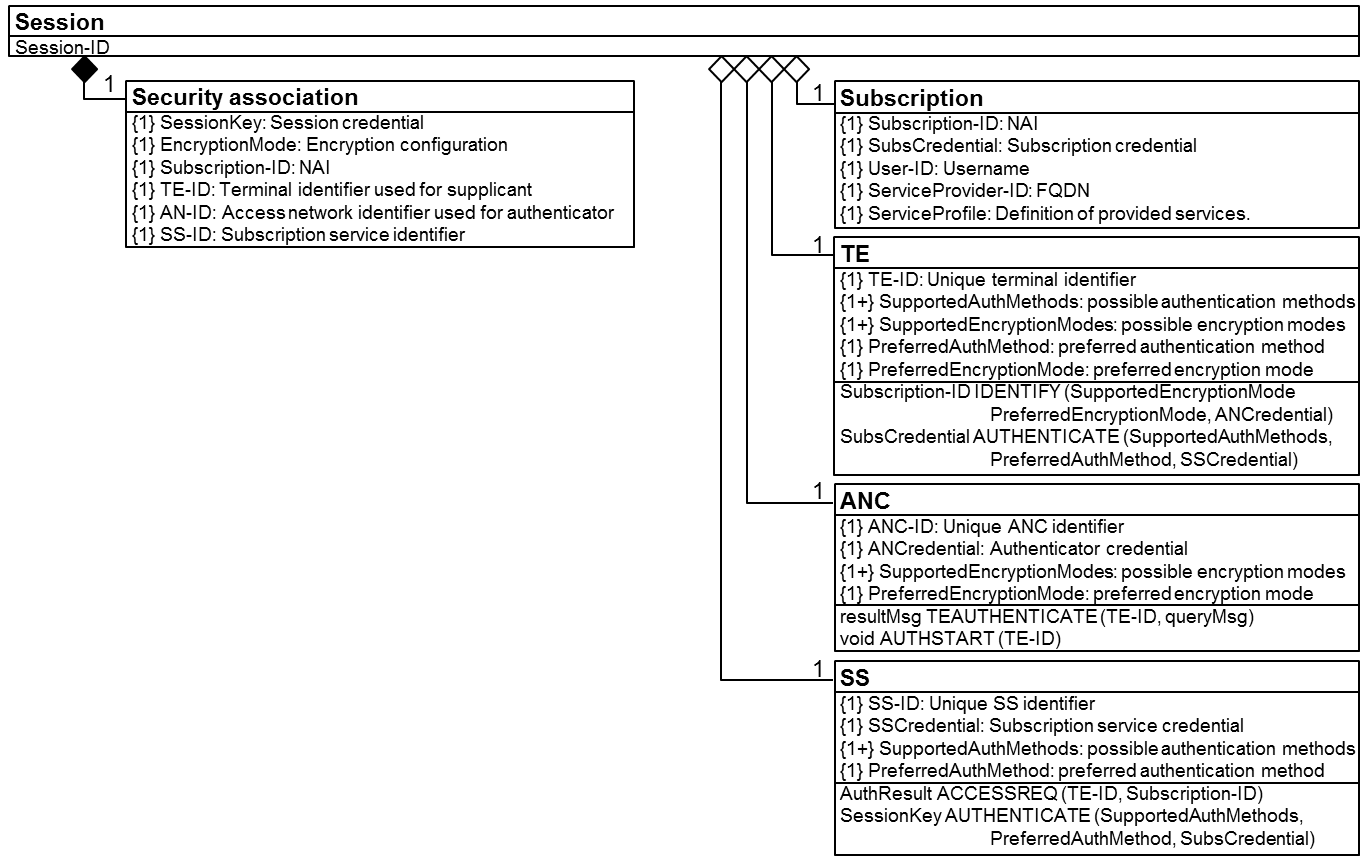 Session
Session-ID
1
Security association
{1} SessionKey: Session credential
{1} EncryptionMode: Encryption configuration
{1} Subscription-ID: NAI
{1} TE-ID: Terminal identifier used for supplicant
{1} AN-ID: Access network identifier used for authenticator
{1} SS-ID: Subscription service identifier
1
Subscription
{1} Subscription-ID: NAI
{1} SubsCredential: Subscription credential
{1} User-ID: Username
{1} ServiceProvider-ID: FQDN
{1} ServiceProfile: Definition of provided services.
1
TE
{1} TE-ID: Unique terminal identifier
{1+} SupportedAuthMethods: possible authentication methods
{1+} SupportedEncryptionModes: possible encryption modes
{1} PreferredAuthMethod: preferred authentication method
{1} PreferredEncryptionMode: preferred encryption mode
Subscription-ID IDENTIFY (SupportedEncryptionMode
PreferredEncryptionMode, ANCredential)
SubsCredential AUTHENTICATE (SupportedAuthMethods,
PreferredAuthMethod, SSCredential)
1
ANC
{1} ANC-ID: Unique ANC identifier
{1} ANCredential: Authenticator credential
{1+} SupportedEncryptionModes: possible encryption modes
{1} PreferredEncryptionMode: preferred encryption mode
resultMsg TEAUTHENTICATE (TE-ID, queryMsg)
void AUTHSTART (TE-ID)
1
SS
{1} SS-ID: Unique SS identifier
{1} SSCredential: Subscription service credential
{1+} SupportedAuthMethods: possible authentication methods
{1} PreferredAuthMethod: preferred authentication method
AuthResult ACCESSREQ (TE-ID, Subscription-ID)
SessionKey AUTHENTICATE (SupportedAuthMethods,
PreferredAuthMethod, SubsCredential)